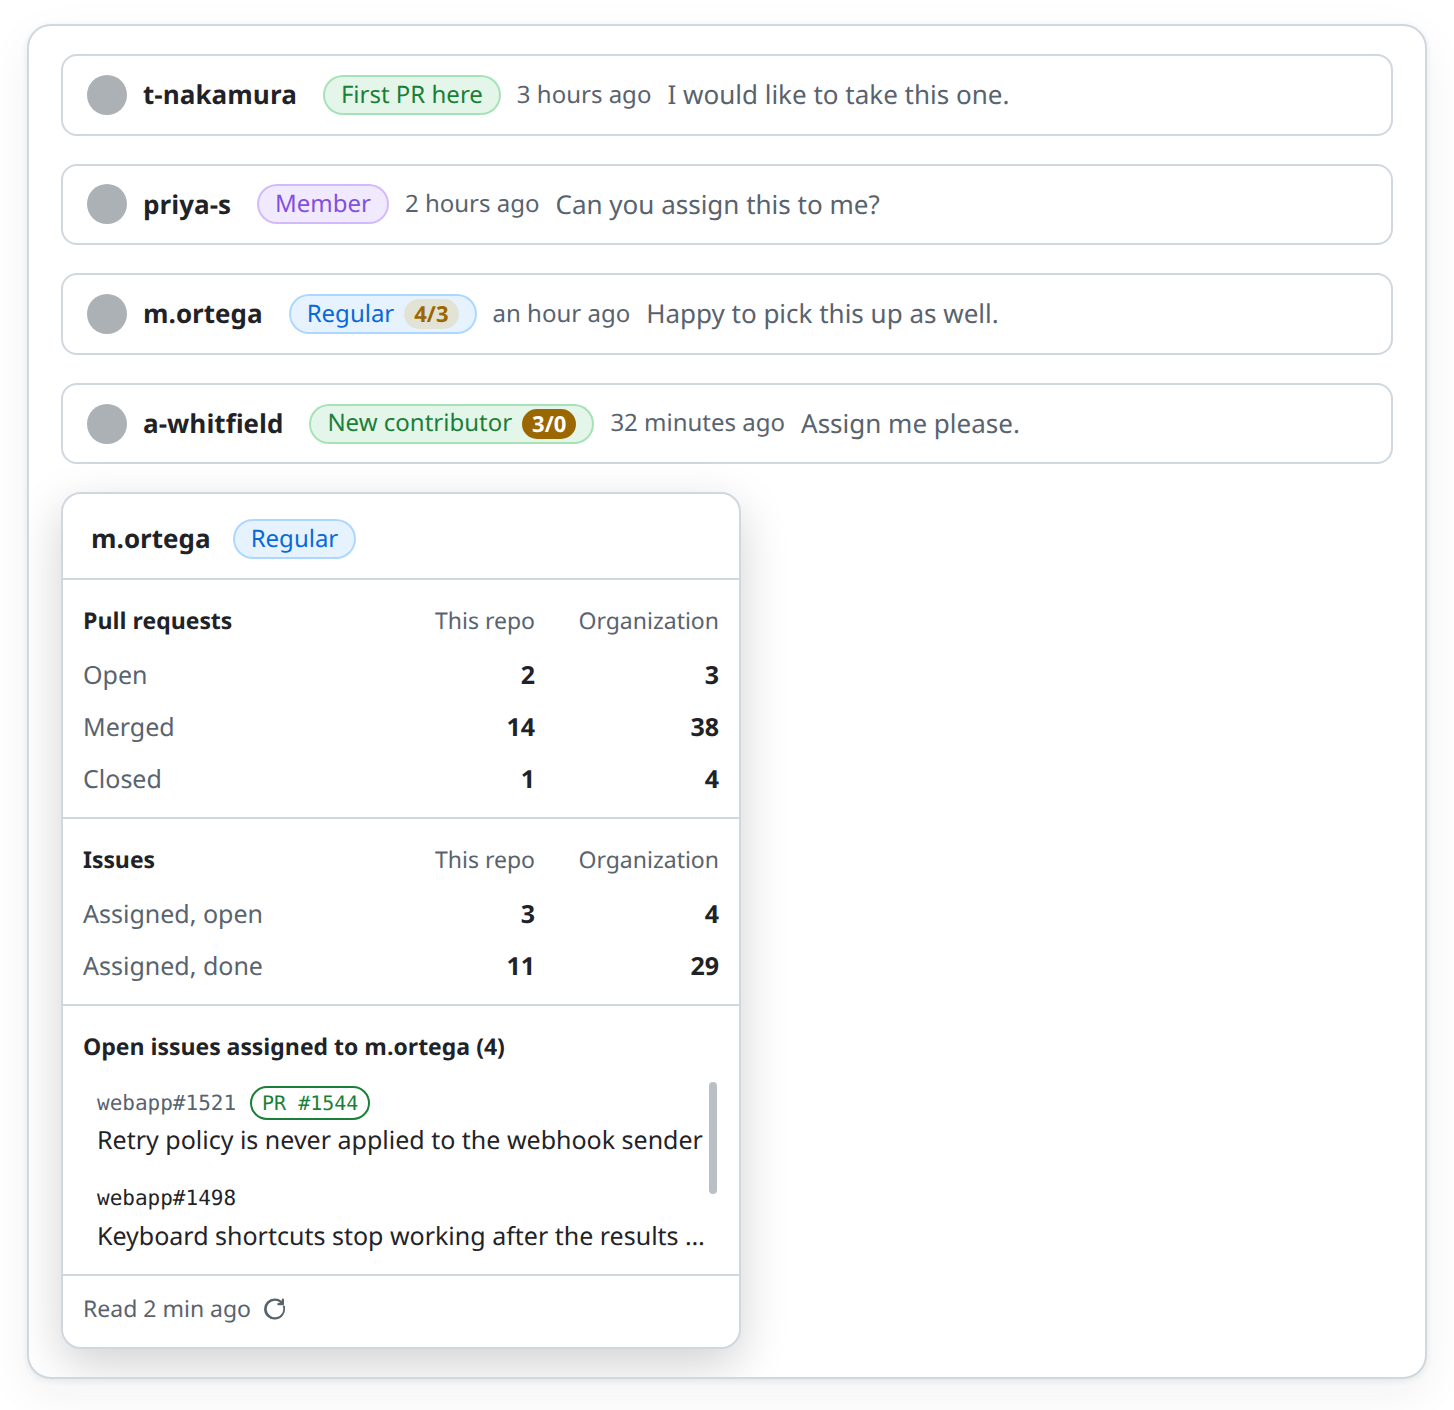 t-nakamura First PR here 3 hours ago I would like to take this one.
priya-s Member 2 hours ago Can you assign this to me?
m.ortega Regular 4/3 an hour ago Happy to pick this up as well.
a-whitfield New contributor 3/0 32 minutes ago Assign me please.
m.ortega Regular
Pull requests This repo Organization
Open 2 3
Merged 14 38
Closed 1 4
Issues This repo Organization
Assigned, open 3 4
Assigned, done 11 29
Open issues assigned to m.ortega (4)
webapp#1521 PR #1544
Retry policy is never applied to the webhook sender
webapp#1498
Keyboard shortcuts stop working after the results ...
Read 2 min ago